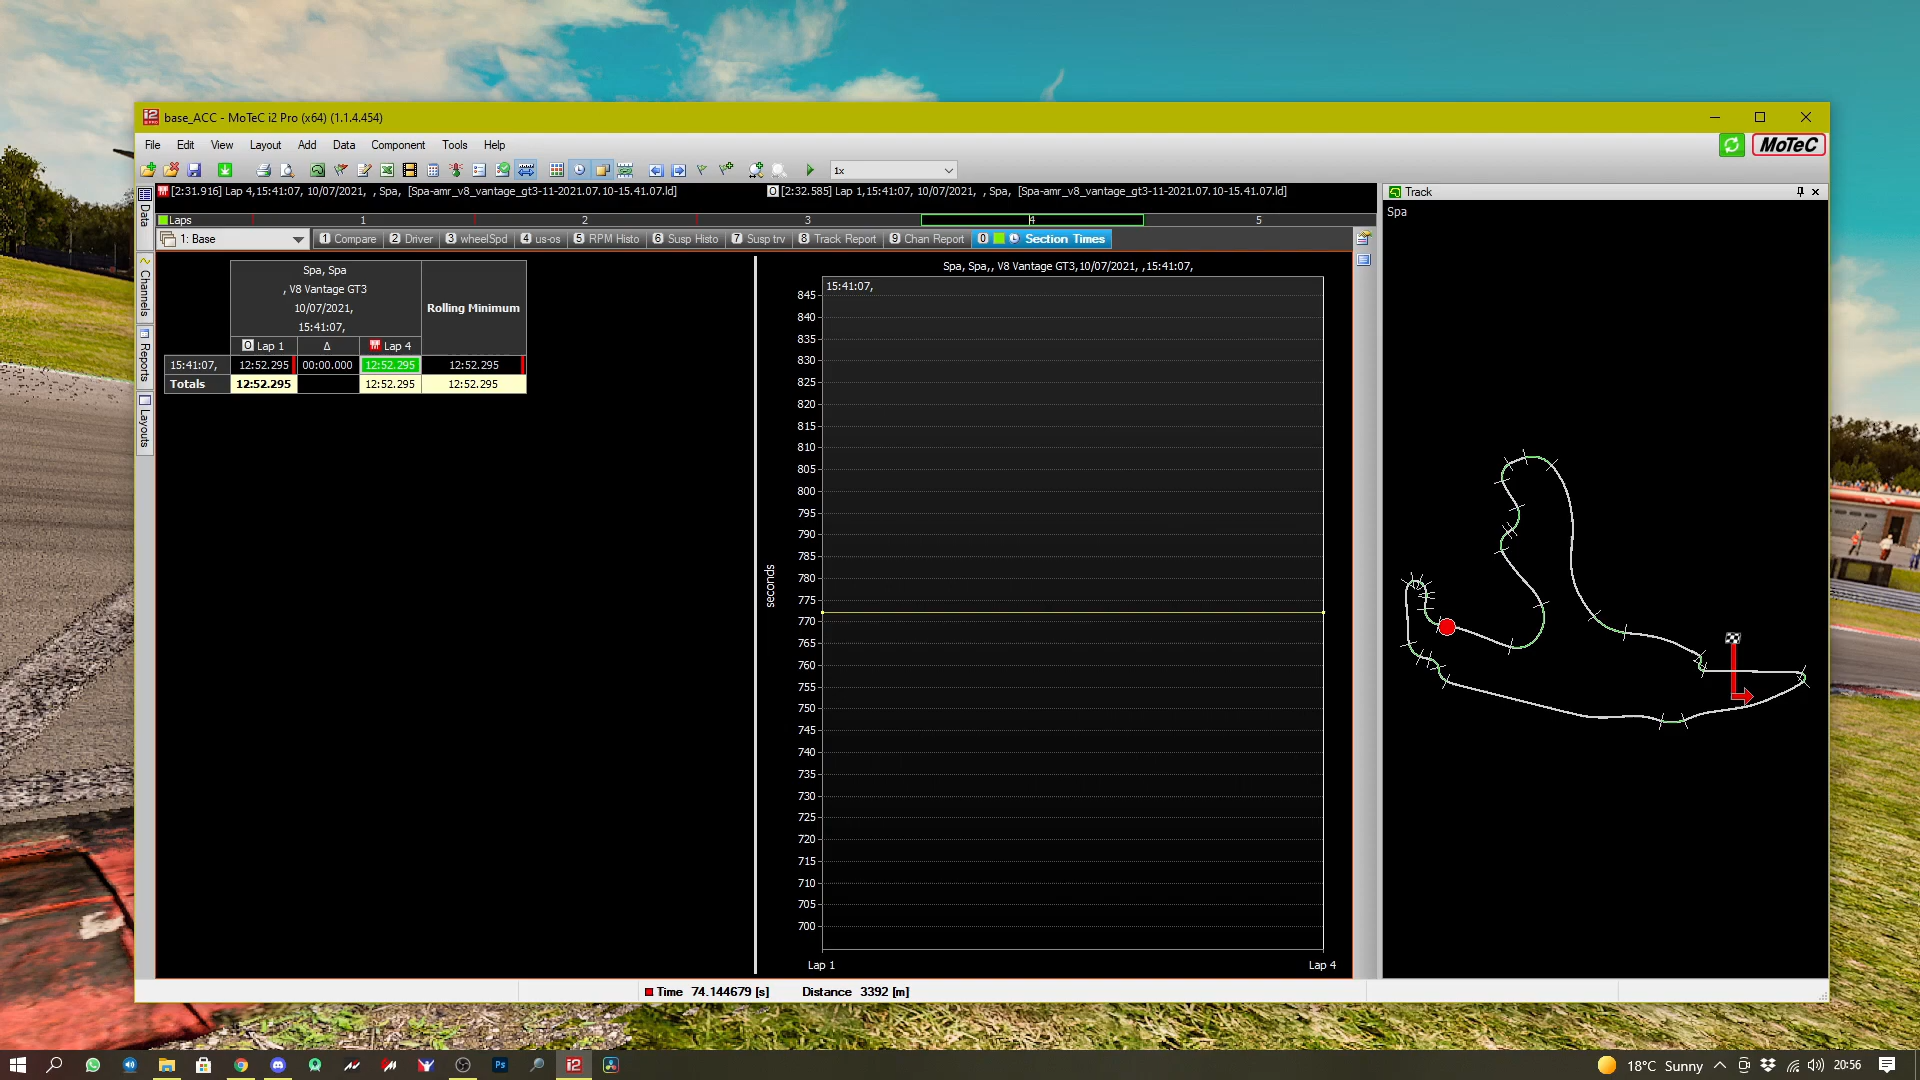 base_ACC - MoTeC i2 Pro (x64) (1.1.4.454)
File Edit View Layout Add Data Component Tools Help
MoTeC
1x
[2:31.916] Lap 4,15:41:07, 10/07/2021, , Spa, [Spa-amr_v8_vantage_gt3-11-2021.07.10-15.41.07.ld]
[2:32.585] Lap 1,15:41:07, 10/07/2021, , Spa, [Spa-amr_v8_vantage_gt3-11-2021.07.10-15.41.07.ld]
Track
Spa
Laps 1 2 3 4 5
1: Base
1 Compare 2 Driver 3 wheelSpd 4 us-os 5 RPM Histo 6 Susp Histo 7 Susp trv 8 Track Report 9 Chan Report 0 Section Times
Data
Channels
Reports
Layouts
Spa, Spa
, V8 Vantage GT3
10/07/2021,
15:41:07,
Rolling Minimum
Lap 1 Δ Lap 4
15:41:07, 12:52.295 00:00.000 12:52.295 12:52.295
Totals 12:52.295 12:52.295 12:52.295
Spa, Spa,, V8 Vantage GT3,10/07/2021, ,15:41:07,
15:41:07,
seconds
845
840
835
830
825
820
815
810
805
800
795
790
785
780
775
770
765
760
755
750
745
740
735
730
725
720
715
710
705
700
Lap 1 Lap 4
Time 74.144679 [s] Distance 3392 [m]
Ps
i2
18°C Sunny
20:56